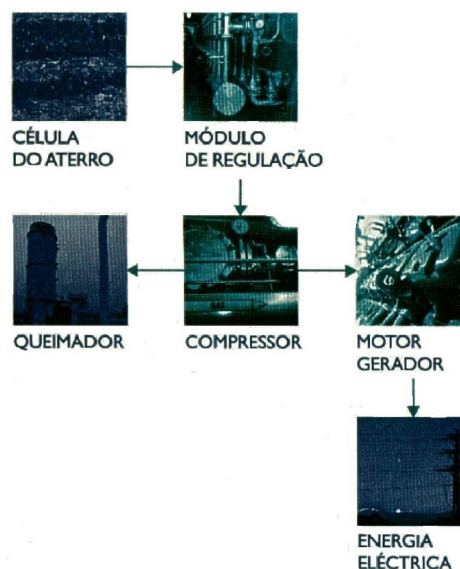 CÉLULA
DO ATERRO
MÓDULO
DE REGULAÇÃO
QUEIMADOR
COMPRESSOR
MOTOR
GERADOR
ENERGIA
ELÉCTRICA